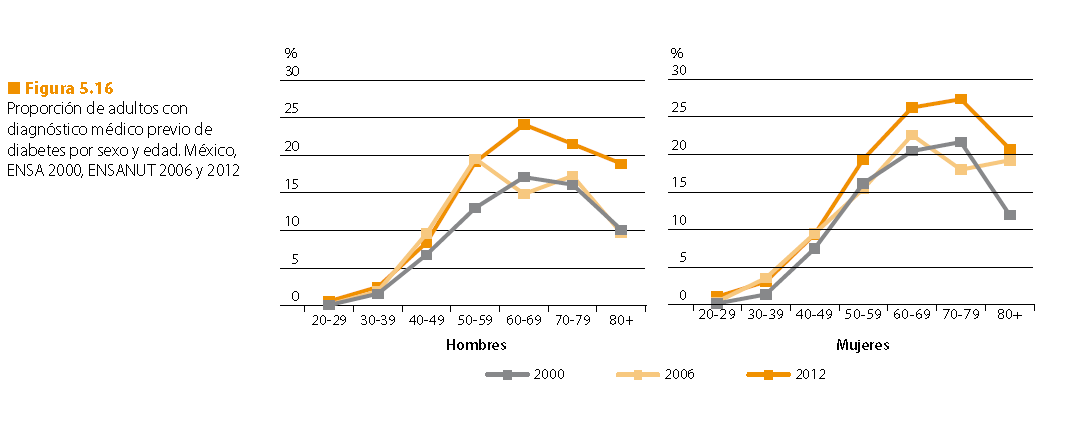 Figura 5.16
Proporción de adultos con
diagnóstico médico previo de
diabetes por sexo y edad. México,
ENSA 2000, ENSANUT 2006 y 2012
%
30
25
20
15
10
5
0
20-29 30-39 40-49 50-59 60-69 70-79 80+
Hombres
%
30
25
20
15
10
5
0
20-29 30-39 40-49 50-59 60-69 70-79 80+
Mujeres
2000 2006 2012